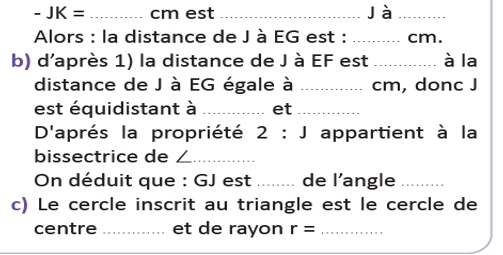 - JK = ............ cm est ................................ J à ...........
Alors : la distance de J à EG est : .......... cm.
b) d’après 1) la distance de J à EF est ............. à la
distance de J à EG égale à ............. cm, donc J
est équidistant à ............. et .............
D'aprés la propriété 2 : J appartient à la
bissectrice de ∠.............
On déduit que : GJ est ........ de l’angle .........
c) Le cercle inscrit au triangle est le cercle de
centre ............. et de rayon r = .............